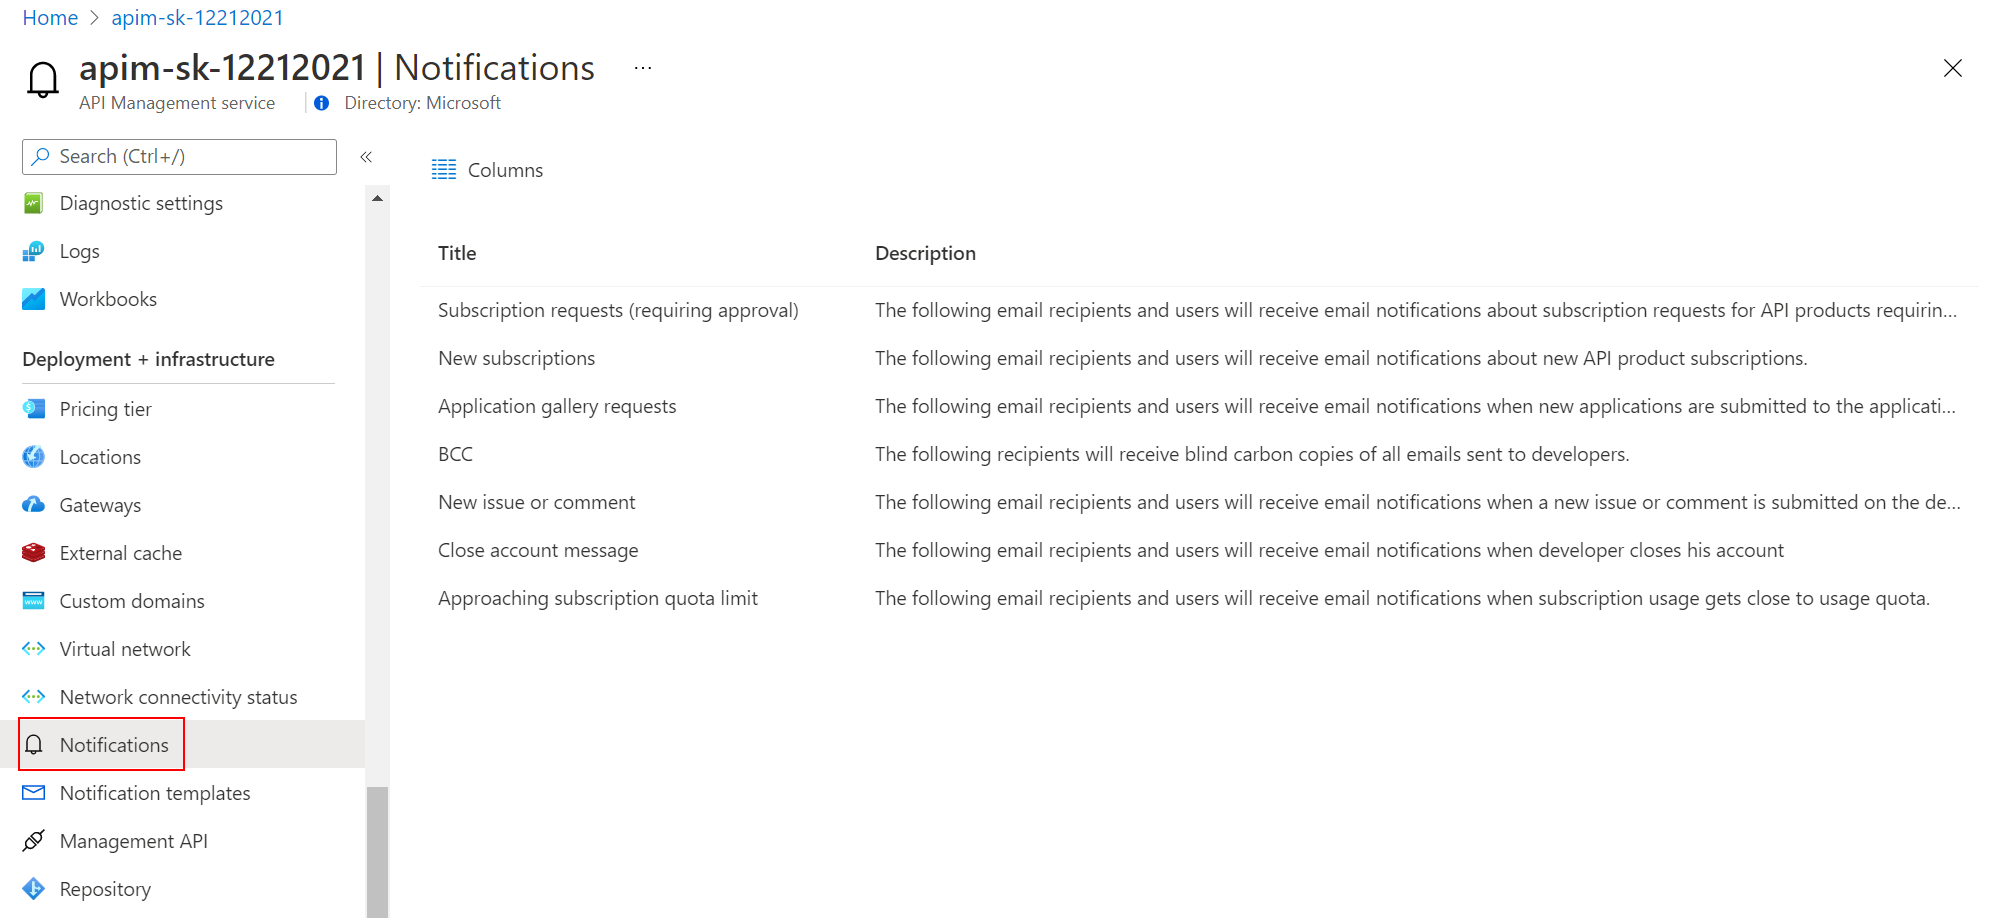 Home > apim-sk-12212021
apim-sk-12212021 | Notifications ...
API Management service | Directory: Microsoft
Search (Ctrl+/) «
Diagnostic settings
Logs
Workbooks
Deployment + infrastructure
Pricing tier
Locations
Gateways
External cache
Custom domains
Virtual network
Network connectivity status
Notifications
Notification templates
Management API
Repository
Columns
Title Description
Subscription requests (requiring approval) The following email recipients and users will receive email notifications about subscription requests for API products requirin...
New subscriptions The following email recipients and users will receive email notifications about new API product subscriptions.
Application gallery requests The following email recipients and users will receive email notifications when new applications are submitted to the applicati...
BCC The following recipients will receive blind carbon copies of all emails sent to developers.
New issue or comment The following email recipients and users will receive email notifications when a new issue or comment is submitted on the de...
Close account message The following email recipients and users will receive email notifications when developer closes his account
Approaching subscription quota limit The following email recipients and users will receive email notifications when subscription usage gets close to usage quota.